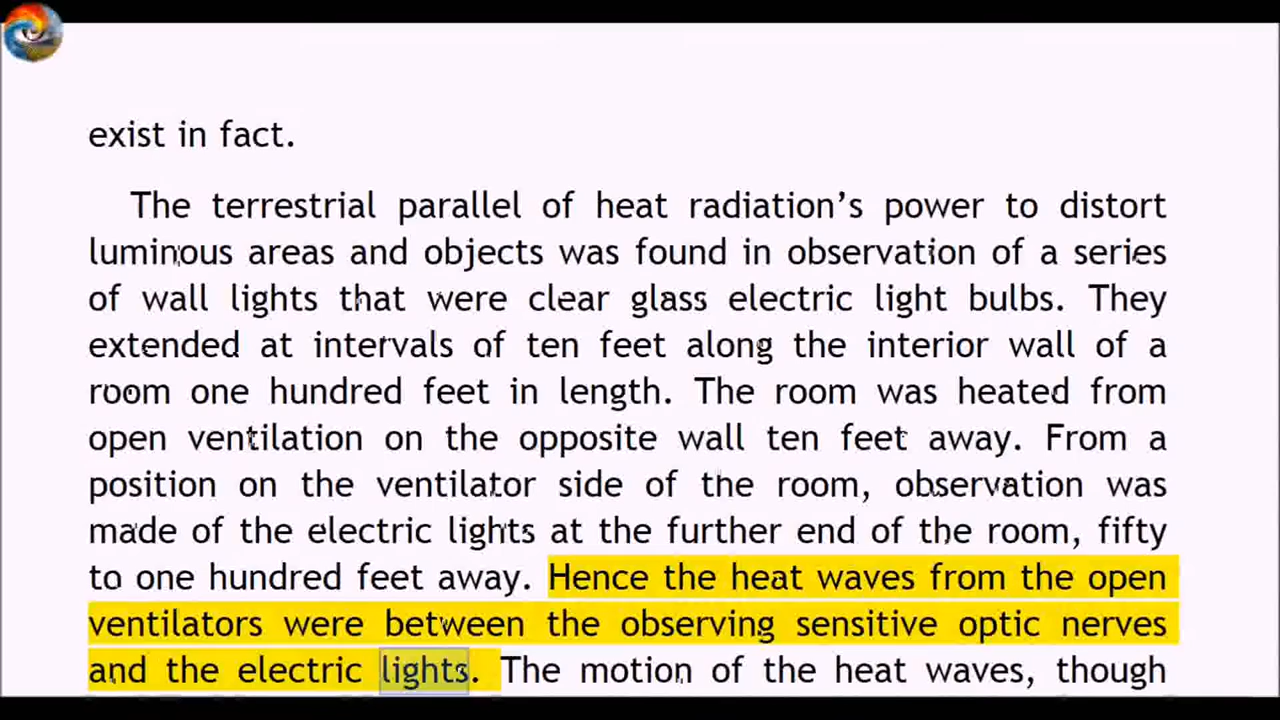 exist in fact.
The terrestrial parallel of heat radiation’s power to distort
luminous areas and objects was found in observation of a series
of wall lights that were clear glass electric light bulbs. They
extended at intervals of ten feet along the interior wall of a
room one hundred feet in length. The room was heated from
open ventilation on the opposite wall ten feet away. From a
position on the ventilator side of the room, observation was
made of the electric lights at the further end of the room, fifty
to one hundred feet away. Hence the heat waves from the open
ventilators were between the observing sensitive optic nerves
and the electric lights. The motion of the heat waves, though